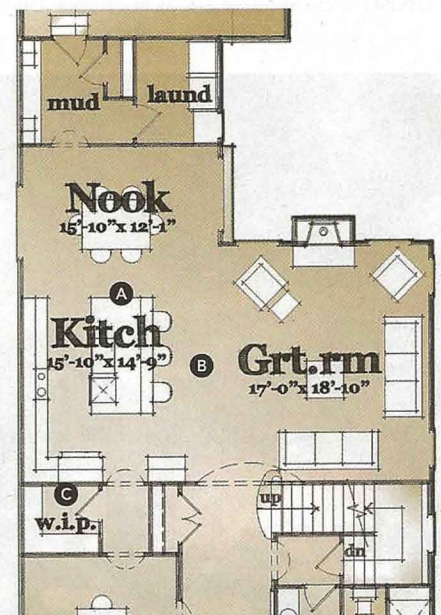 mud
laund
Nook
15'-10"x 12'-1"
A
Kitch
15'-10"x 14'-9"
B
Grt.rm
17'-0"x 18'-10"
C
w.i.p.
up
dn